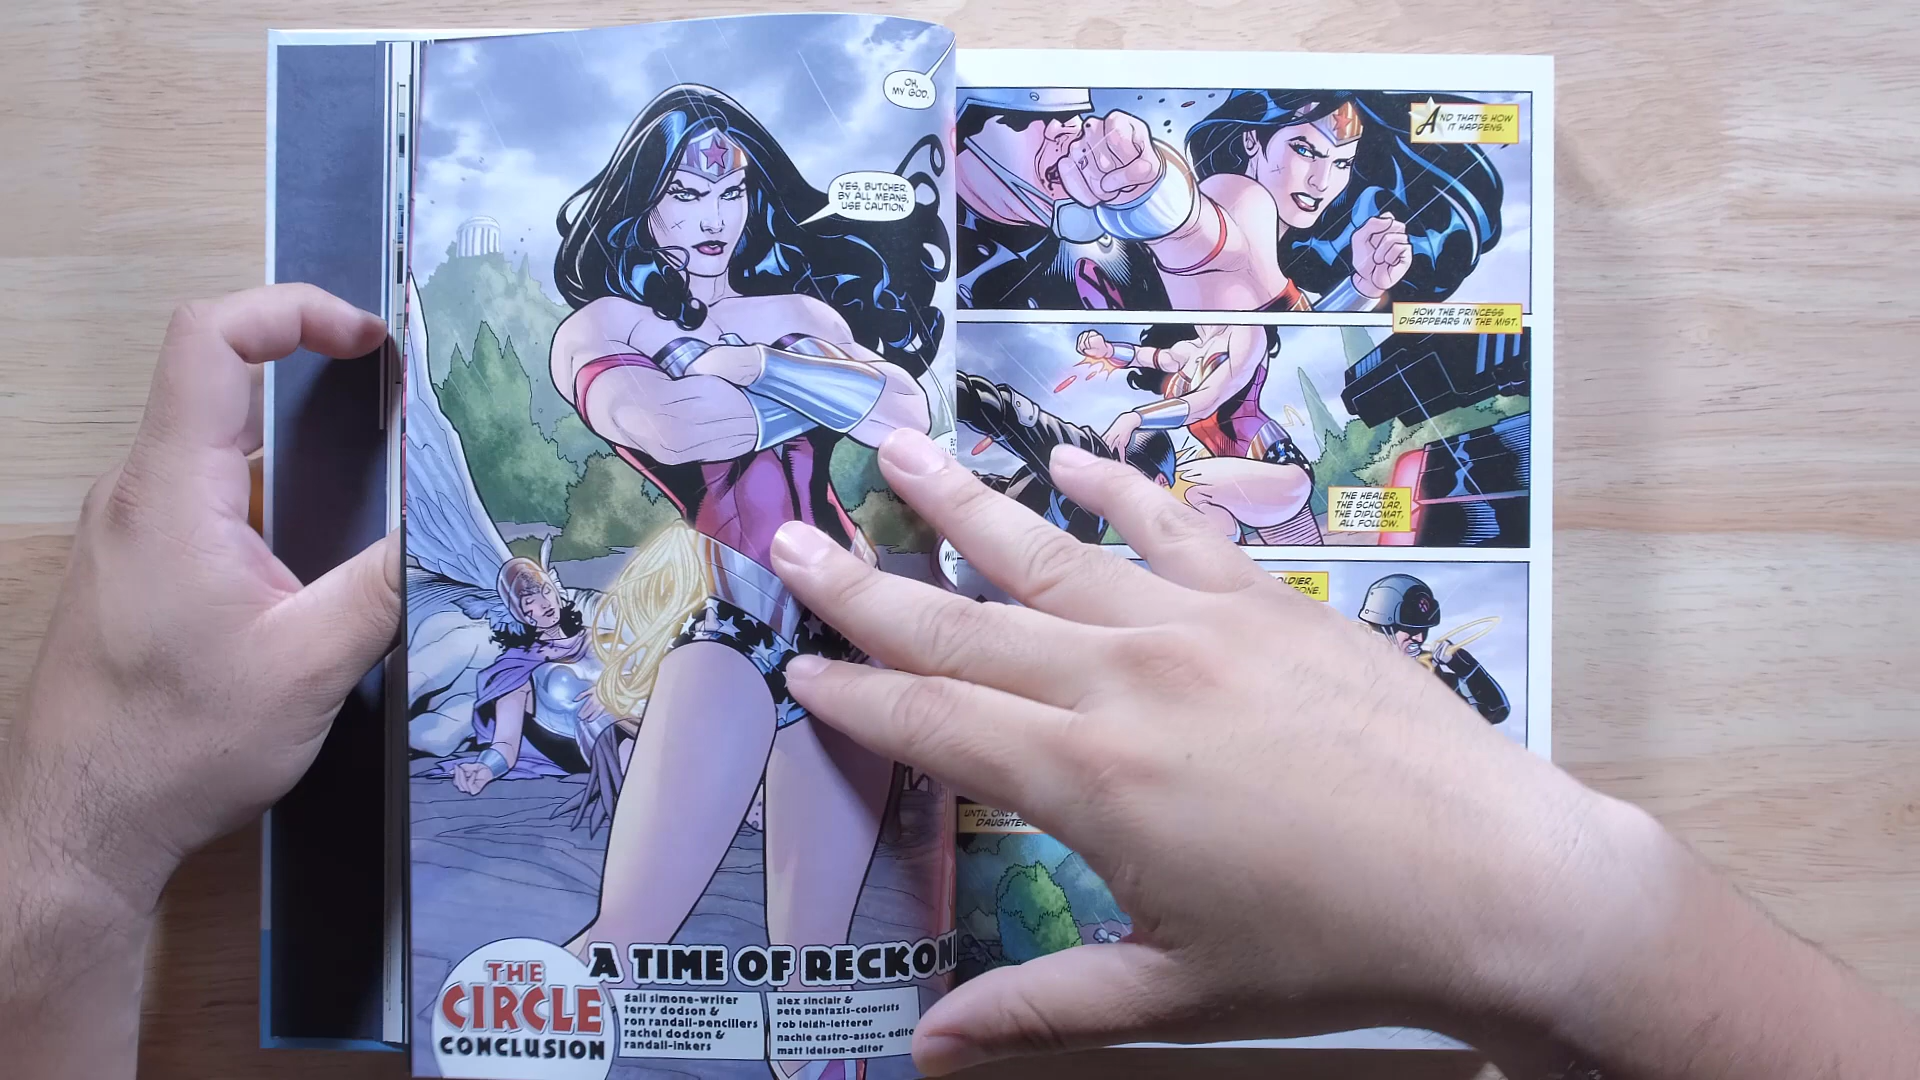 OH,
MY GOD.
YES, BUTCHER.
BY ALL MEANS,
USE CAUTION.
A TIME OF
THE
CIRCLE
CONCLUSION
gail simone-writer
terry dodson &
ron randall-pencillers
rachel dodson &
randall-inkers
alex sinclair &
pete pantazis-colorists
rob leigh-letterer
nachie castro-assoc.
matt idelson-editor
AND THAT'S HOW
IT HAPPENS.
HOW THE PRINCESS
DISAPPEARS IN THE MIST.
THE HEALER,
THE SCHOLAR,
THE DIPLOMAT,
ALL FOLLOW.
UNTIL ONLY